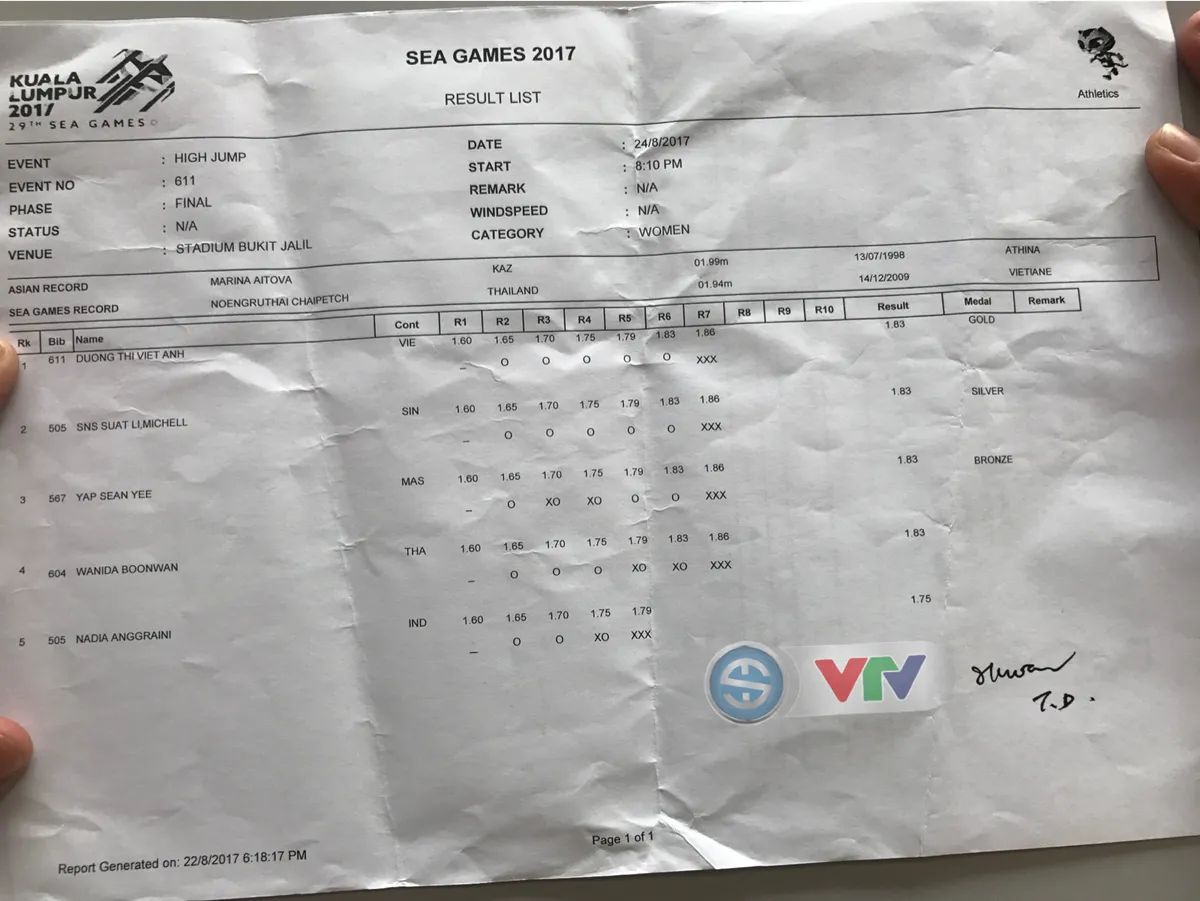 KUALA
LUMPUR
2017
29TH SEA GAMES
SEA GAMES 2017
RESULT LIST
Athletics
EVENT : HIGH JUMP
EVENT NO : 611
PHASE : FINAL
STATUS : N/A
VENUE : STADIUM BUKIT JALIL
DATE : 24/8/2017
START : 8:10 PM
REMARK : N/A
WINDSPEED : N/A
CATEGORY : WOMEN
ASIAN RECORD MARINA AITOVA KAZ 01.99m 13/07/1998 ATHINA
SEA GAMES RECORD NOENGRUTHAI CHAIPETCH THAILAND 01.94m 14/12/2009 VIETIANE
Rk Bib Name Cont R1 R2 R3 R4 R5 R6 R7 R8 R9 R10 Result Medal Remark
1 611 DUONG THI VIET ANH VIE 1.60 1.65 1.70 1.75 1.79 1.83 1.86 1.83 GOLD
_ O O O O O XXX
2 505 SNS SUAT LI,MICHELL SIN 1.60 1.65 1.70 1.75 1.79 1.83 1.86 1.83 SILVER
_ O O O O O XXX
3 567 YAP SEAN YEE MAS 1.60 1.65 1.70 1.75 1.79 1.83 1.86 1.83 BRONZE
_ O XO XO O O XXX
4 604 WANIDA BOONWAN THA 1.60 1.65 1.70 1.75 1.79 1.83 1.86 1.83
_ O O O XO XO XXX
5 505 NADIA ANGGRAINI IND 1.60 1.65 1.70 1.75 1.79 1.75
_ O O XO XXX
VTV
T.D.
Page 1 of 1
Report Generated on: 22/8/2017 6:18:17 PM